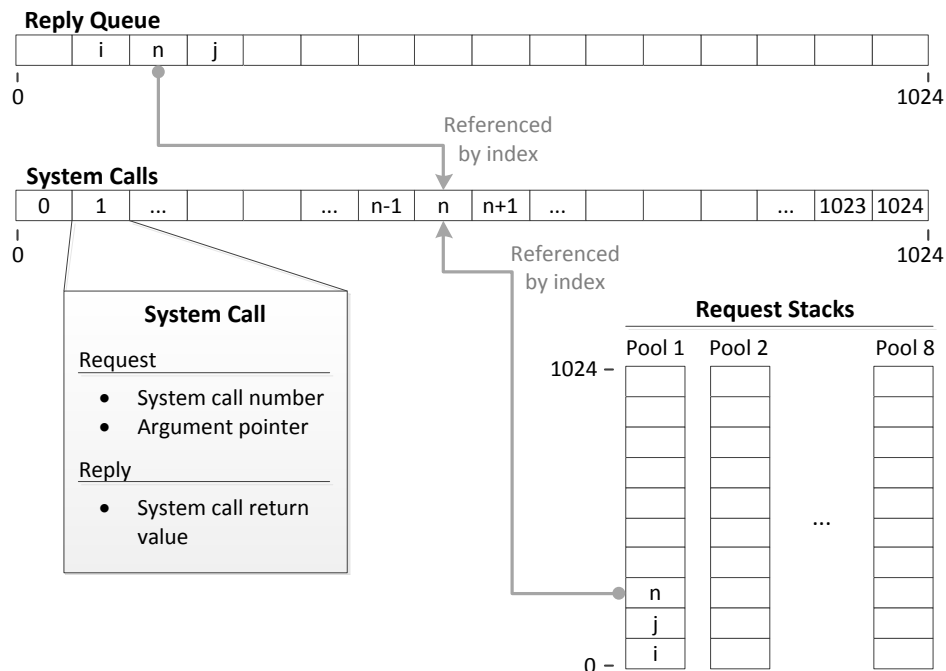 Reply Queue
i n j
0 1024
Referenced
by index
System Calls
0 1 ... ... n-1 n n+1 ... ... 1023 1024
0 1024
Referenced
by index
System Call
Request
• System call number
• Argument pointer
Reply
• System call return
value
Request Stacks
Pool 1 Pool 2 Pool 8
1024
...
n
j
i
0